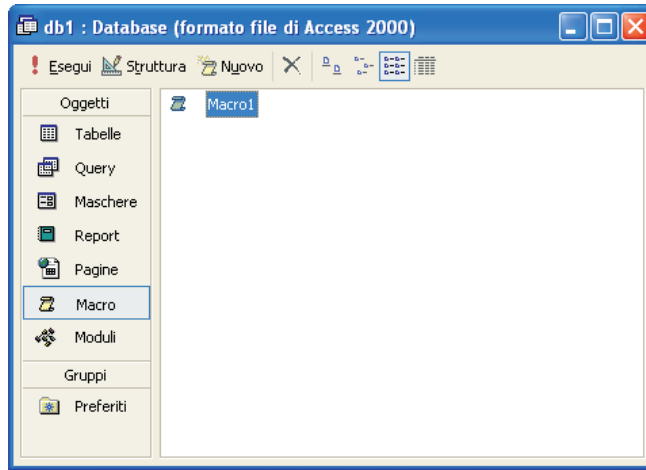 db1 : Database (formato file di Access 2000)
Esegui Struttura Nuovo
Oggetti
Macro1
Tabelle
Query
Maschere
Report
Pagine
Macro
Moduli
Gruppi
Preferiti